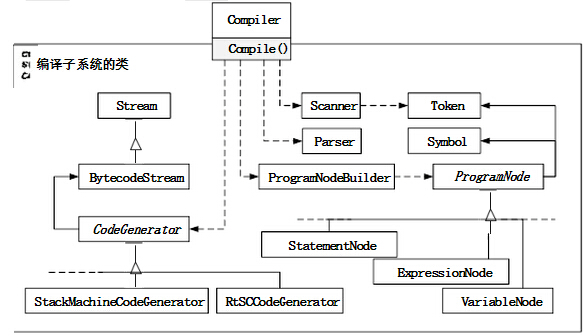 Compiler
Compile()
编译子系统的类
Stream
Scanner
Token
Parser
Symbol
BytecodeStream
ProgramNodeBuilder
ProgramNode
CodeGenerator
StatementNode
ExpressionNode
StackMachineCodeGenerator
RtSCCodeGenerator
VariableNode